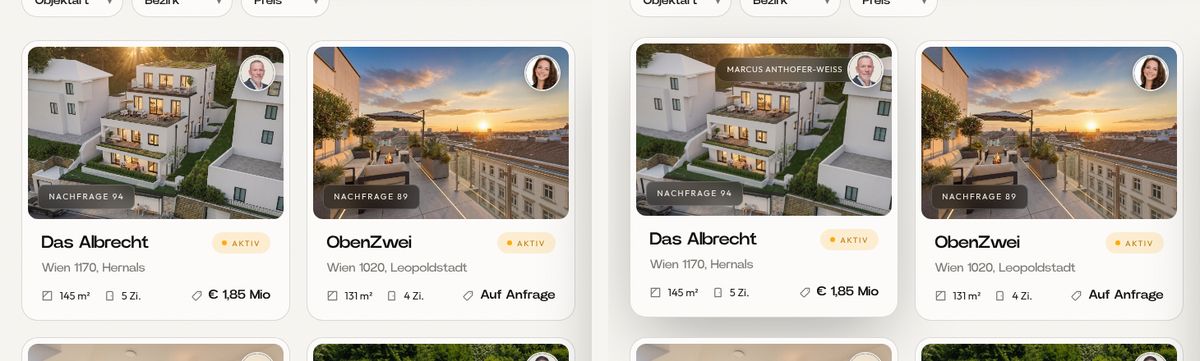 Objektart ▾ Bezirk ▾ Preis ▾
NACHFRAGE 94
Das Albrecht
AKTIV
Wien 1170, Hernals
145 m² 5 Zi. € 1,85 Mio
NACHFRAGE 89
ObenZwei
AKTIV
Wien 1020, Leopoldstadt
131 m² 4 Zi. Auf Anfrage
Objektart ▾ Bezirk ▾ Preis ▾
MARCUS ANTHOFER-WEISS
NACHFRAGE 94
Das Albrecht
AKTIV
Wien 1170, Hernals
145 m² 5 Zi. € 1,85 Mio
NACHFRAGE 89
ObenZwei
AKTIV
Wien 1020, Leopoldstadt
131 m² 4 Zi. Auf Anfrage